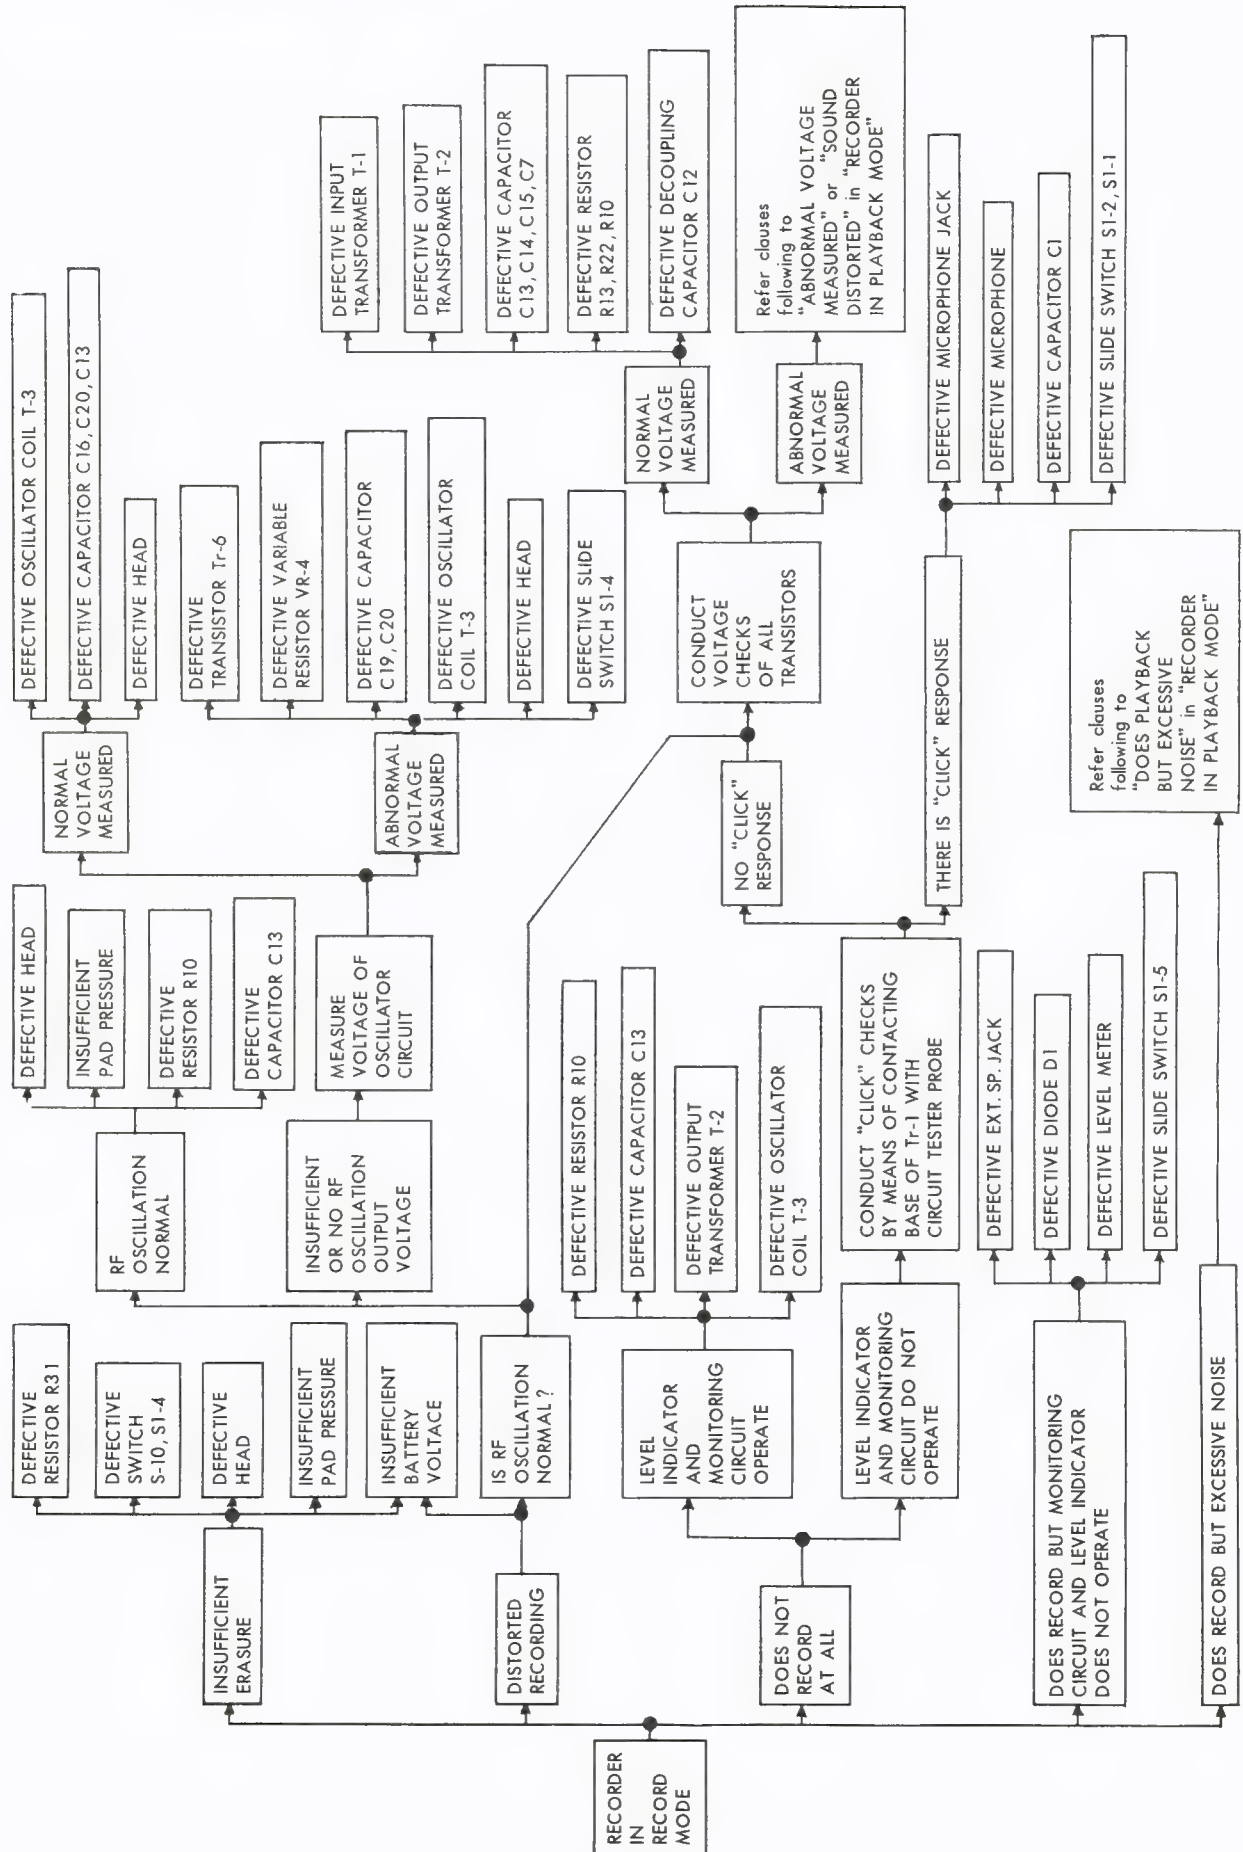 RECORDER
IN
RECORD
MODE
INSUFFICIENT
ERASURE
DISTORTED
RECORDING
DOES NOT
RECORD
AT ALL
DOES RECORD BUT MONITORING
CIRCUIT AND LEVEL INDICATOR
DOES NOT OPERATE
DOES RECORD BUT EXCESSIVE NOISE
DEFECTIVE
RESISTOR R31
DEFECTIVE
SWITCH
S-10, S1-4
DEFECTIVE
HEAD
INSUFFICIENT
PAD PRESSURE
INSUFFICIENT
BATTERY
VOLTACE
IS RF
OSCILLATION
NORMAL?
LEVEL
INDICATOR
AND
MONITORING
CIRCUIT
OPERATE
LEVEL INDICATOR
AND MONITORING
CIRCUIT DO NOT
OPERATE
RF
OSCILLATION
NORMAL
INSUFFICIENT
OR NO RF
OSCILLATION
OUTPUT
VOLTAGE
DEFECTIVE RESISTOR R10
DEFECTIVE CAPACITOR C13
DEFECTIVE OUTPUT
TRANSFORMER T-2
DEFECTIVE OSCILLATOR
COIL T-3
CONDUCT "CLICK" CHECKS
BY MEANS OF CONTACTING
BASE OF Tr-1 WITH
CIRCUIT TESTER PROBE
DEFECTIVE EXT. SP. JACK
DEFECTIVE DIODE D1
DEFECTIVE LEVEL METER
DEFECTIVE SLIDE SWITCH S1-5
DEFECTIVE HEAD
INSUFFICIENT
PAD PRESSURE
DEFECTIVE
RESISTOR R10
DEFECTIVE
CAPACITOR C13
MEASURE
VOLTAGE OF
OSCILLATOR
CIRCUIT
NO "CLICK"
RESPONSE
THERE IS "CLICK" RESPONSE
Refer clauses
following to
"DOES PLAYBACK
BUT EXCESSIVE
NOISE" in "RECORDER
IN PLAYBACK MODE"
NORMAL
VOLTAGE
MEASURED
ABNORMAL
VOLTAGE
MEASURED
CONDUCT
VOLTAGE
CHECKS
OF ALL
TRANSISTORS
DEFECTIVE OSCILLATOR COIL T-3
DEFECTIVE CAPACITOR C16, C20, C13
DEFECTIVE HEAD
DEFECTIVE
TRANSISTOR Tr-6
DEFECTIVE VARIABLE
RESISTOR VR-4
DEFECTIVE CAPACITOR
C19, C20
DEFECTIVE OSCILLATOR
COIL T-3
DEFECTIVE HEAD
DEFECTIVE SLIDE
SWITCH S1-4
NORMAL
VOLTAGE
MEASURED
ABNORMAL
VOLTAGE
MEASURED
DEFECTIVE MICROPHONE JACK
DEFECTIVE MICROPHONE
DEFECTIVE CAPACITOR C1
DEFECTIVE SLIDE SWITCH S1-2, S1-1
DEFECTIVE INPUT
TRANSFORMER T-1
DEFECTIVE OUTPUT
TRANSFORMER T-2
DEFECTIVE CAPACITOR
C13, C14, C15, C7
DEFECTIVE RESISTOR
R13, R22, R10
DEFECTIVE DECOUPLING
CAPACITOR C12
Refer clauses
following to
"ABNORMAL VOLTAGE
MEASURED" or "SOUND
DISTORTED" in "RECORDER
IN PLAYBACK MODE"